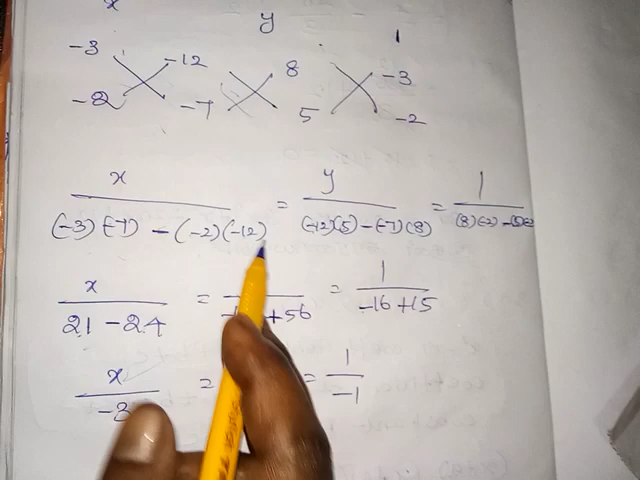 x y 1
-3 -12 8 -3
-2 -7 5 -2
x / (-3)(-7) - (-2)(-12) = y / (-12)(5) - (-7)(8) = 1 / (8)(-2) -
x / 21 - 24 = + 56 = 1 / -16 + 15
x / -3 = = 1 / -1